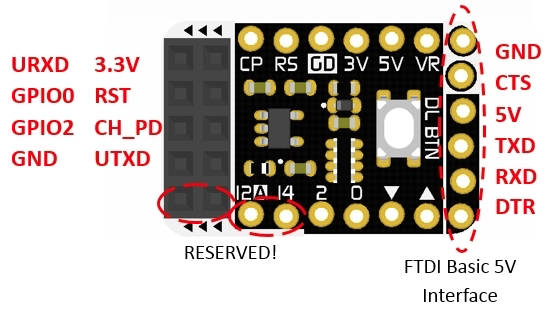 URXD 3.3V
GPIO0 RST
GPIO2 CH_PD
GND UTXD
CP RS GD 3V 5V VR
DL BTN
12A 14 2 0
RESERVED!
GND
CTS
5V
TXD
RXD
DTR
FTDI Basic 5V
Interface